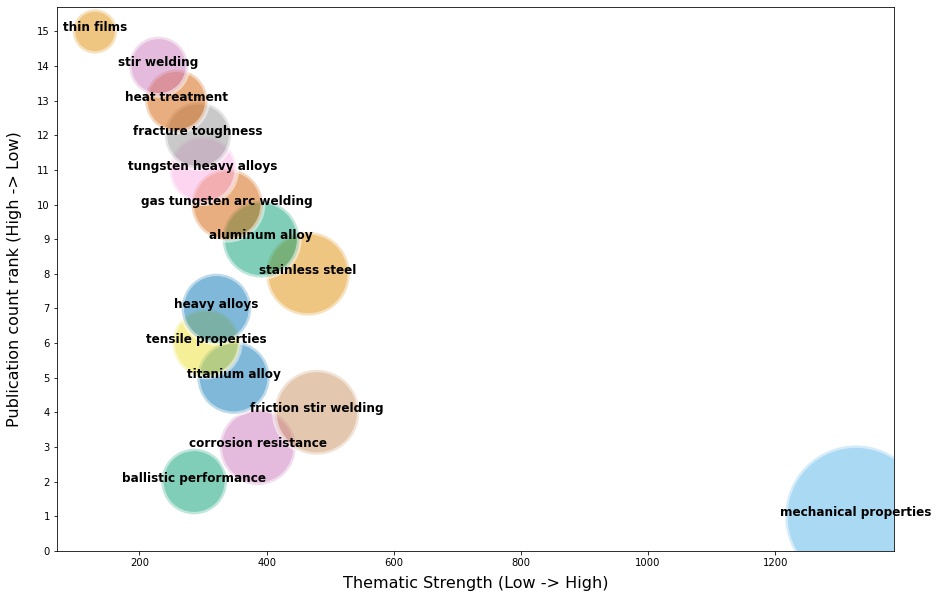 15
thin films
14
stir welding
13
heat treatment
12
fracture toughness
11
tungsten heavy alloys
10
gas tungsten arc welding
9
aluminum alloy
8
stainless steel
7
heavy alloys
6
tensile properties
5
titanium alloy
4
friction stir welding
3
corrosion resistance
2
ballistic performance
1
mechanical properties
0
200 400 600 800 1000 1200
Thematic Strength (Low -> High)
Publication count rank (High -> Low)